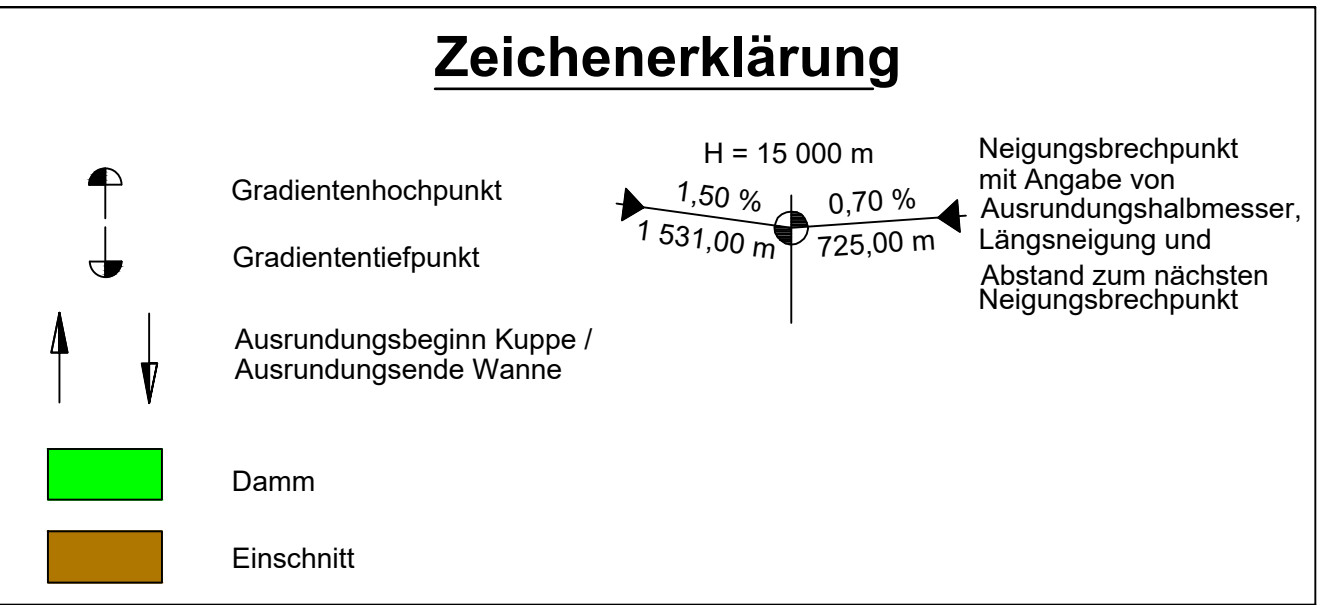 Zeichenerklärung
Gradientenhochpunkt
Gradiententiefpunkt
Ausrundungsbeginn Kuppe /
Ausrundungsende Wanne
Damm
Einschnitt
H = 15 000 m
1,50 %
0,70 %
1 531,00 m
725,00 m
Neigungsbrechpunkt
mit Angabe von
Ausrundungshalbmesser,
Längsneigung und
Abstand zum nächsten
Neigungsbrechpunkt